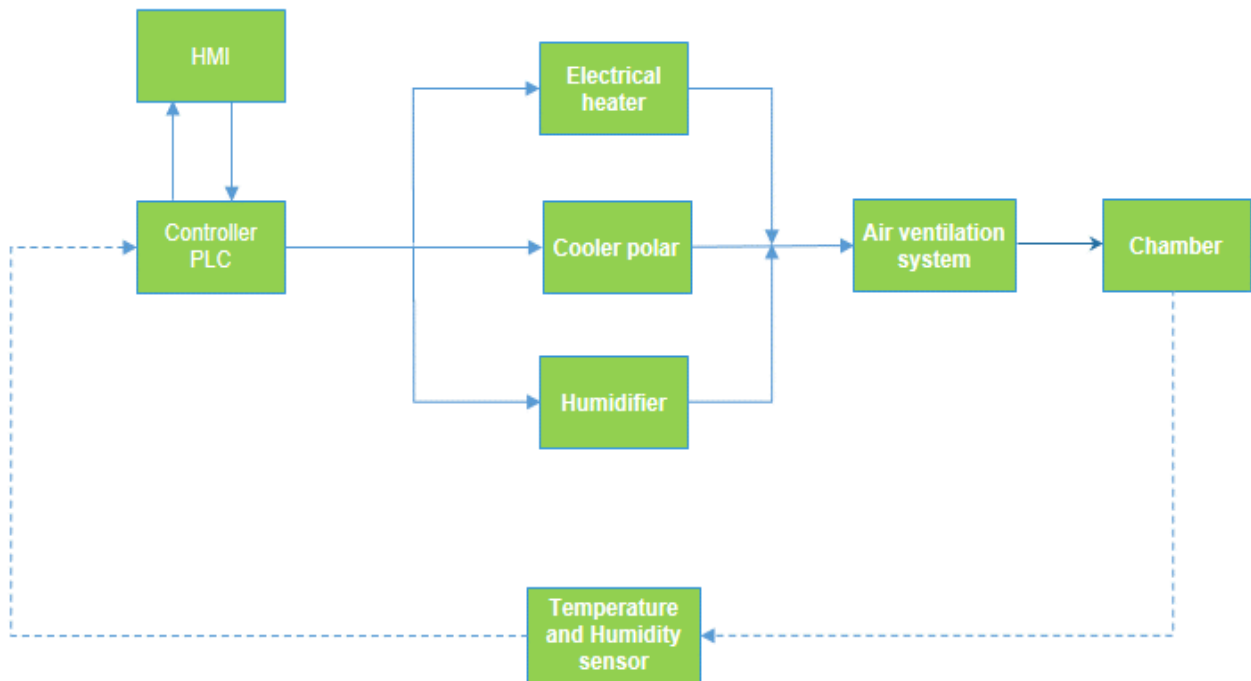 HMI
Electrical
heater
Controller
PLC
Cooler polar
Air ventilation
system
Chamber
Humidifier
Temperature
and Humidity
sensor